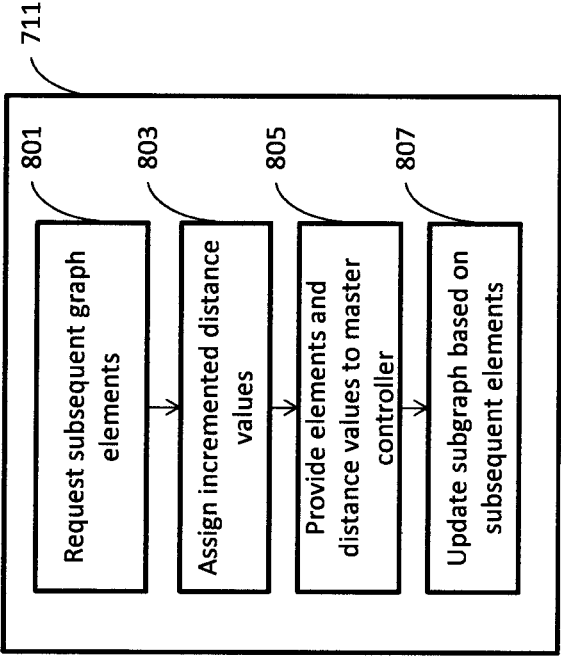 711
801
Request subsequent graph
elements
803
Assign incremented distance
values
805
Provide elements and
distance values to master
controller
807
Update subgraph based on
subsequent elements